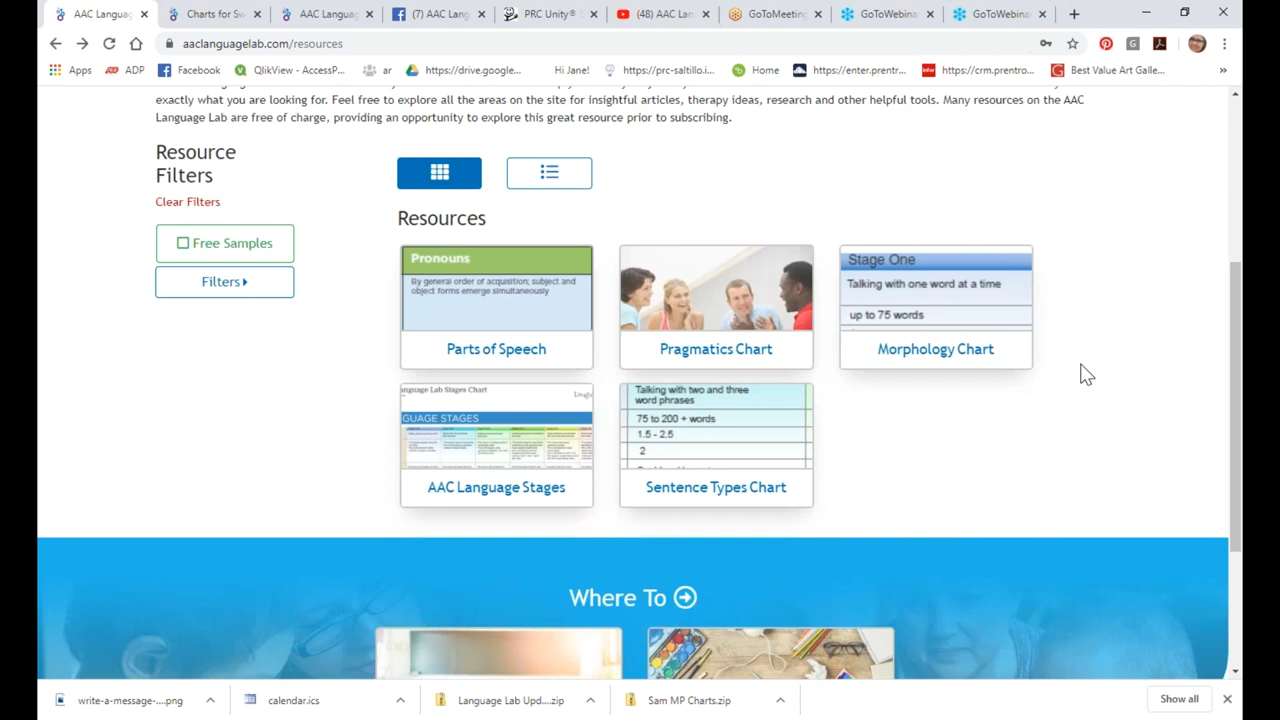 AAC Langua
Charts for Sw
AAC Langua
(7) AAC Lang
PRC Unity®
(48) AAC Lan
GoToMeeting
GoToWebina
GoToWebina
aaclanguagelab.com/resources
Apps
ADP
Facebook
QlikView - AccessP...
ar
https://drive.google...
Hi Jane!
https://prc-saltillo.m...
Home
https://enter.prentr...
https://crm.prentro...
Best Value Art Galle...
exactly what you are looking for. Feel free to explore all the areas on the site for insightful articles, therapy ideas, research and other helpful tools. Many resources on the AAC
Language Lab are free of charge, providing an opportunity to explore this great resource prior to subscribing.
Resource
Filters
Clear Filters
Free Samples
Filters
Resources
Pronouns
By general order of acquisition; subject and
object forms emerge simultaneously
Parts of Speech
Pragmatics Chart
Stage One
Talking with one word at a time
up to 75 words
Morphology Chart
nguage Lab Stages Chart
GUAGE STAGES
AAC Language Stages
Talking with two and three
word phrases
75 to 200 + words
1.5 - 2.5
2
Sentence Types Chart
Where To
write-a-message-....png
calendar.ics
Language Lab Upd....zip
Sam MP Charts.zip
Show all